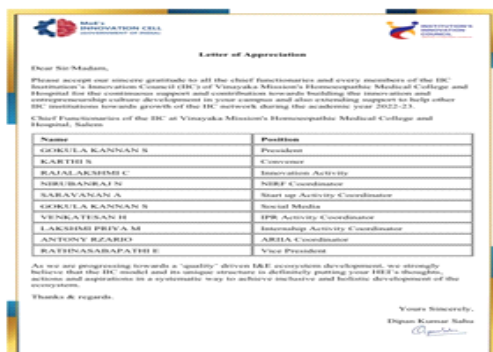 MoE's
INNOVATION CELL
GOVERNMENT OF INDIA
INSTITUTION'S
INNOVATION
COUNCIL
Letter of Appreciation
Dear Sir/Madam,
Please accept our sincere gratitude to all the chief functionaries and every members of the IIC
Institution's Innovation Council (IIC) of Vinayaka Mission's Homoeopathic Medical College and
Hospital for the continuous support and contribution towards building the innovation and
entrepreneurship culture development in your campus and also extending support to help other
IIC institutions towards growth of the IIC network during the academic year 2022-23.
Chief Functionaries of the IIC at Vinayaka Mission's Homoeopathic Medical College and
Hospital, Salem
Name Position
GOKULA KANNAN S President
KARTHI S Convenor
RAJALAKSHMI C Innovation Activity
NIRUBANRAJ N NIRF Coordinator
SARAVANAN A Start up Activity Coordinator
GOKULA KANNAN S Social Media
VENKATESAN H IPR Activity Coordinator
LAKSHMI PRIYA M Internship Activity Coordinator
ANTONY RZARIO ARIIA Coordinator
RATHNASABAPATHI E Vice President
As we are progressing towards a 'quality' driven I&E ecosystem development, we strongly
believe that the IIC model and its unique structure is definitely putting your HEI's thoughts,
actions and aspirations in a systematic way to achieve inclusive and holistic development of the
ecosystem.
Thanks & regards.
Yours Sincerely,
Dipan Kumar Sahu